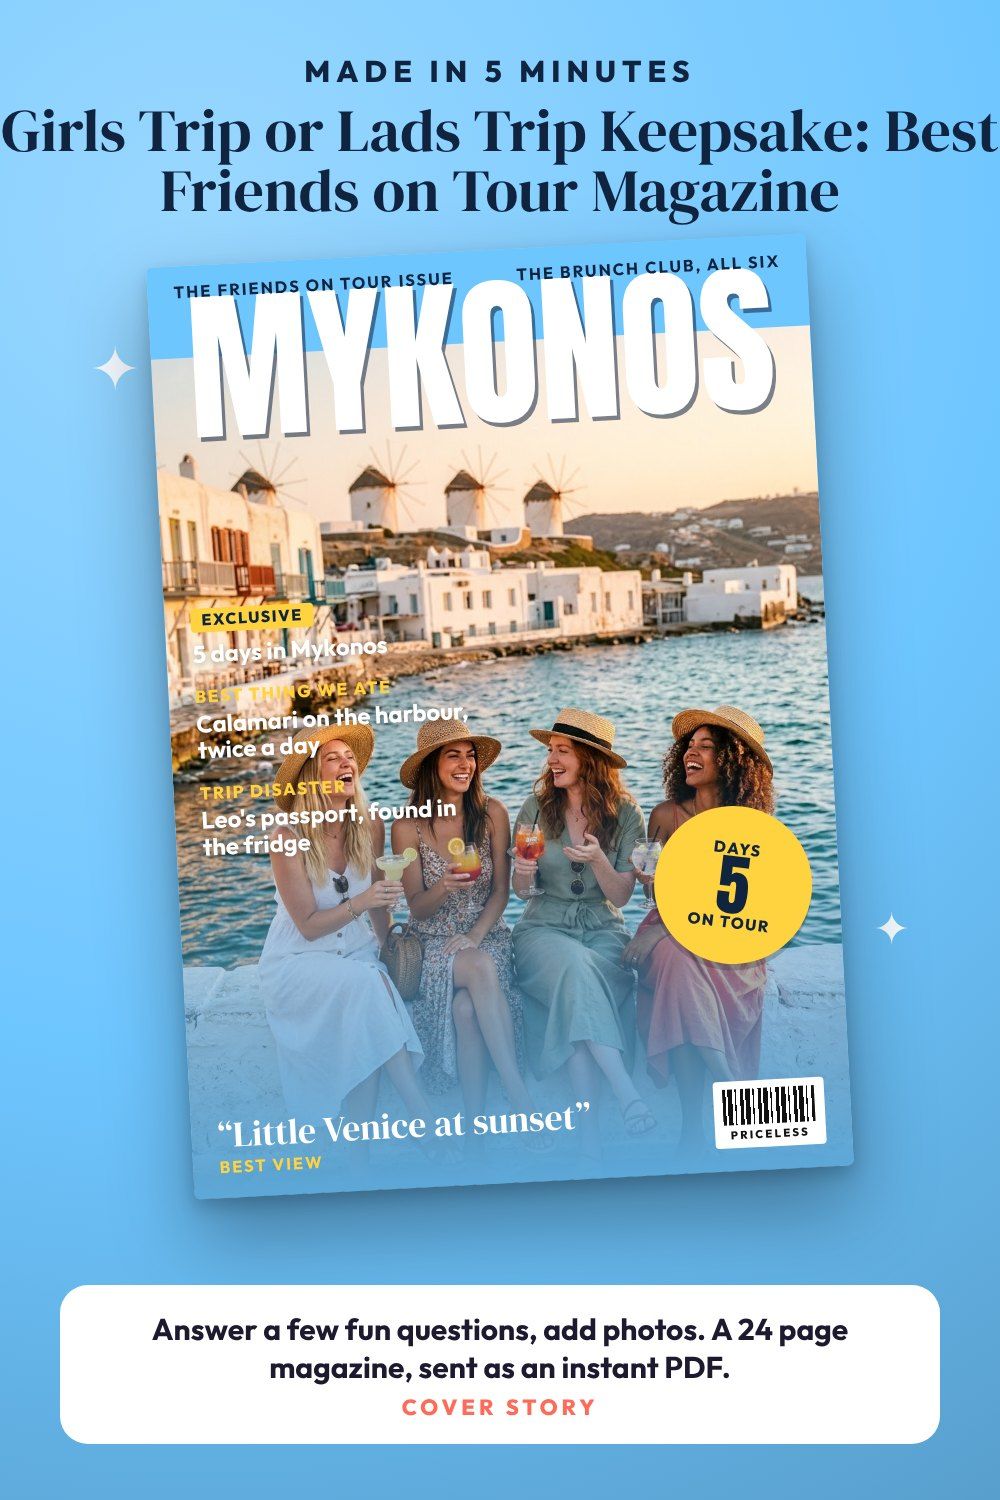 MADE IN 5 MINUTES
Girls Trip or Lads Trip Keepsake: Best
Friends on Tour Magazine
THE FRIENDS ON TOUR ISSUE
THE BRUNCH CLUB, ALL SIX
MYKONOS
EXCLUSIVE
5 days in Mykonos
BEST THING WE ATE
Calamari on the harbour,
twice a day
TRIP DISASTER
Leo's passport, found in
the fridge
DAYS
5
ON TOUR
“Little Venice at sunset”
BEST VIEW
PRICELESS
Answer a few fun questions, add photos. A 24 page
magazine, sent as an instant PDF.
COVER STORY